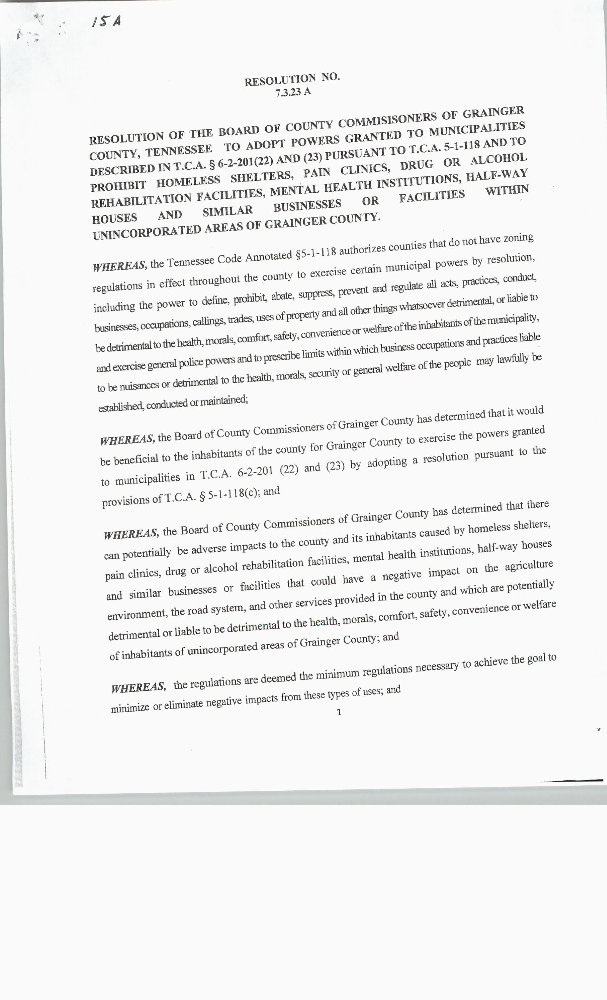 15A
RESOLUTION NO.
7.3.23 A
RESOLUTION OF THE BOARD OF COUNTY COMMISISONERS OF GRAINGER
COUNTY, TENNESSEE TO ADOPT POWERS GRANTED TO MUNICIPALITIES
DESCRIBED IN T.C.A. § 6-2-201(22) AND (23) PURSUANT TO T.C.A. 5-1-118 AND TO
PROHIBIT HOMELESS SHELTERS, PAIN CLINICS, DRUG OR ALCOHOL
REHABILITATION FACILITIES, MENTAL HEALTH INSTITUTIONS, HALF-WAY
HOUSES AND SIMILAR BUSINESSES OR FACILITIES WITHIN
UNINCORPORATED AREAS OF GRAINGER COUNTY.
WHEREAS, the Tennessee Code Annotated §5-1-118 authorizes counties that do not have zoning
regulations in effect throughout the county to exercise certain municipal powers by resolution,
including the power to define, prohibit, abate, suppress, prevent and regulate all acts, practices, conduct,
businesses, occupations, callings, trades, uses of property and all other things whatsoever detrimental, or liable to
be detrimental to the health, morals, comfort, safety, convenience or welfare of the inhabitants of the municipality,
and exercise general police powers and to prescribe limits within which business occupations and practices liable
to be nuisances or detrimental to the health, morals, security or general welfare of the people may lawfully be
established, conducted or maintained;
WHEREAS, the Board of County Commissioners of Grainger County has determined that it would
be beneficial to the inhabitants of the county for Grainger County to exercise the powers granted
to municipalities in T.C.A. 6-2-201 (22) and (23) by adopting a resolution pursuant to the
provisions of T.C.A. § 5-1-118(c); and
WHEREAS, the Board of County Commissioners of Grainger County has determined that there
can potentially be adverse impacts to the county and its inhabitants caused by homeless shelters,
pain clinics, drug or alcohol rehabilitation facilities, mental health institutions, half-way houses
and similar businesses or facilities that could have a negative impact on the agriculture
environment, the road system, and other services provided in the county and which are potentially
detrimental or liable to be detrimental to the health, morals, comfort, safety, convenience or welfare
of inhabitants of unincorporated areas of Grainger County; and
WHEREAS, the regulations are deemed the minimum regulations necessary to achieve the goal to
minimize or eliminate negative impacts from these types of uses; and
1